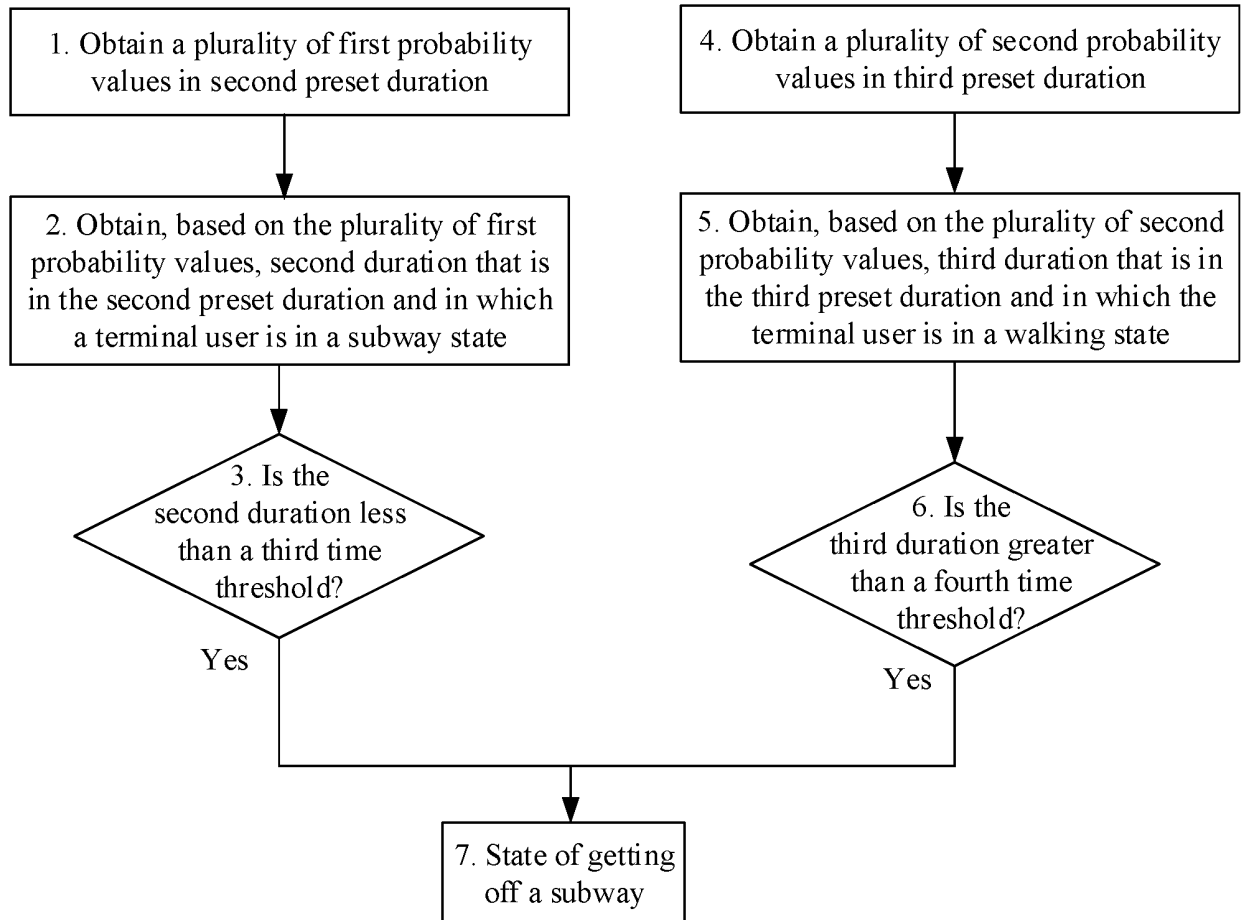 1. Obtain a plurality of first probability
values in second preset duration
2. Obtain, based on the plurality of first
probability values, second duration that is
in the second preset duration and in which
a terminal user is in a subway state
3. Is the
second duration less
than a third time
threshold?
Yes
4. Obtain a plurality of second probability
values in third preset duration
5. Obtain, based on the plurality of second
probability values, third duration that is in
the third preset duration and in which the
terminal user is in a walking state
6. Is the
third duration greater
than a fourth time
threshold?
Yes
7. State of getting
off a subway